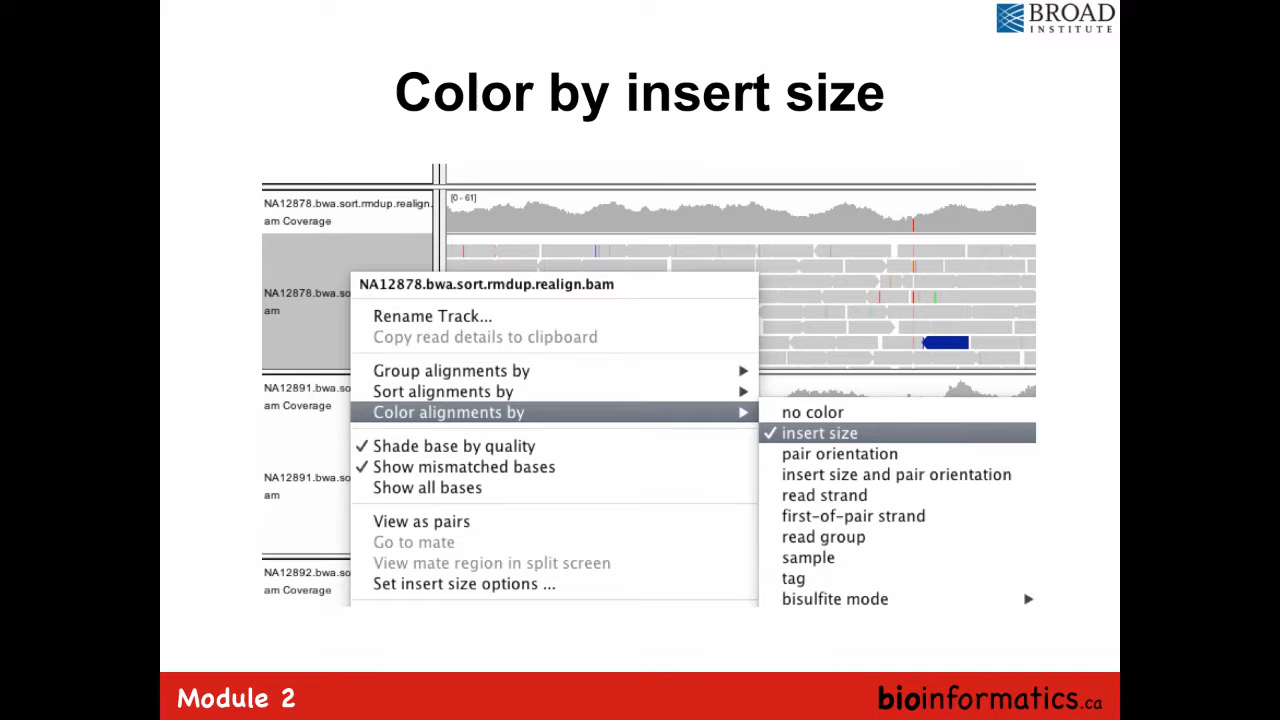 BROAD
INSTITUTE
Color by insert size
NA12878.bwa.sort.rmdup.realign.
am Coverage
[0 - 61]
NA12878.bwa.so
am
NA12878.bwa.sort.rmdup.realign.bam
Rename Track...
Copy read details to clipboard
Group alignments by
Sort alignments by
Color alignments by
✓ Shade base by quality
✓ Show mismatched bases
Show all bases
View as pairs
Go to mate
View mate region in split screen
Set insert size options ...
no color
✓ insert size
pair orientation
insert size and pair orientation
read strand
first-of-pair strand
read group
sample
tag
bisulfite mode
NA12891.bwa.so
am Coverage
NA12891.bwa.so
am
NA12892.bwa.so
am Coverage
Module 2
bioinformatics.ca